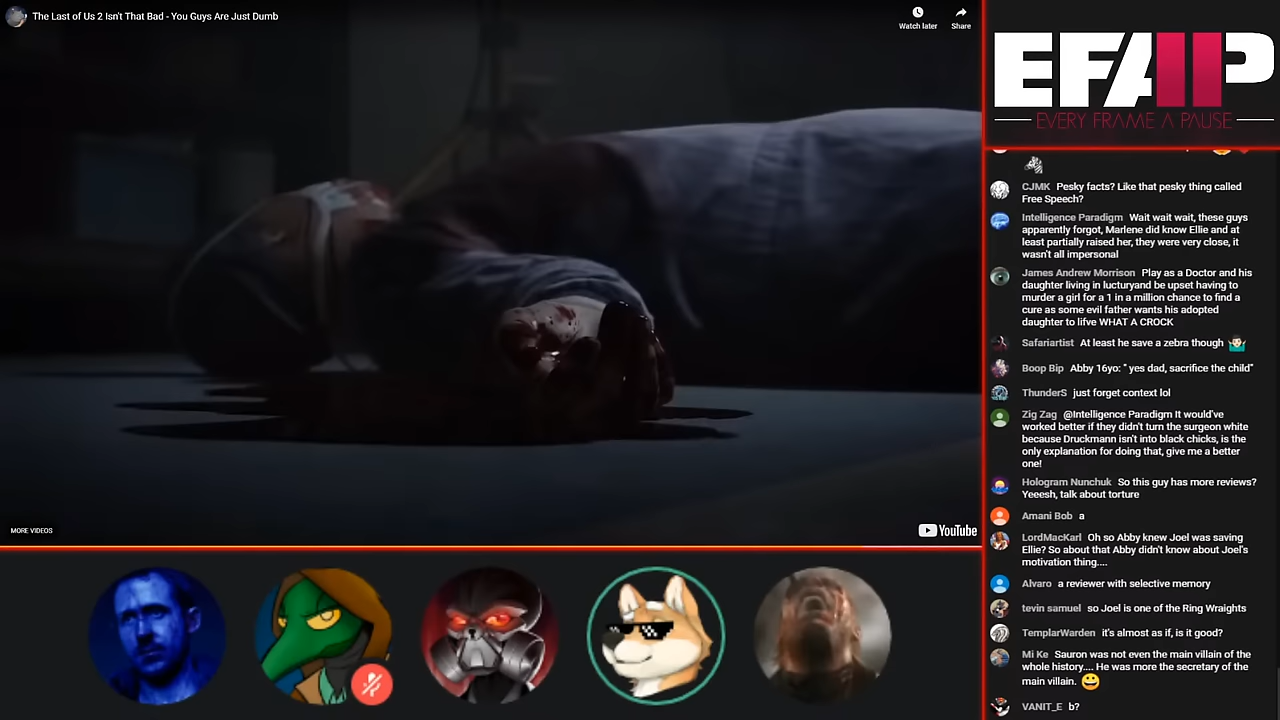 The Last of Us 2 Isn't That Bad - You Guys Are Just Dumb
Watch later
Share
MORE VIDEOS
YouTube
EFAP
EVERY FRAME A PAUSE
CJMK Pesky facts? Like that pesky thing called
Free Speech?
Intelligence Paradigm Wait wait wait, these guys
apparently forgot, Marlene did know Ellie and at
least partially raised her, they were very close, it
wasn't all impersonal
James Andrew Morrison Play as a Doctor and his
daughter living in lucturyand be upset having to
murder a girl for a 1 in a million chance to find a
cure as some evil father wants his adopted
daughter to lifve WHAT A CROCK
Safariartist At least he save a zebra though
Boop Bip Abby 16yo: " yes dad, sacrifice the child"
ThunderS just forget context lol
Zig Zag @Intelligence Paradigm It would've
worked better if they didn't turn the surgeon white
because Druckmann isn't into black chicks, is the
only explanation for doing that, give me a better
one!
Hologram Nunchuk So this guy has more reviews?
Yeeesh, talk about torture
Amani Bob a
LordMacKarl Oh so Abby knew Joel was saving
Ellie? So about that Abby didn't know about Joel's
motivation thing....
Alvaro a reviewer with selective memory
tevin samuel so Joel is one of the Ring Wraights
TemplarWarden it's almost as if, is it good?
Mi Ke Sauron was not even the main villain of the
whole history.... He was more the secretary of the
main villain. 😀
VANIT_E b?